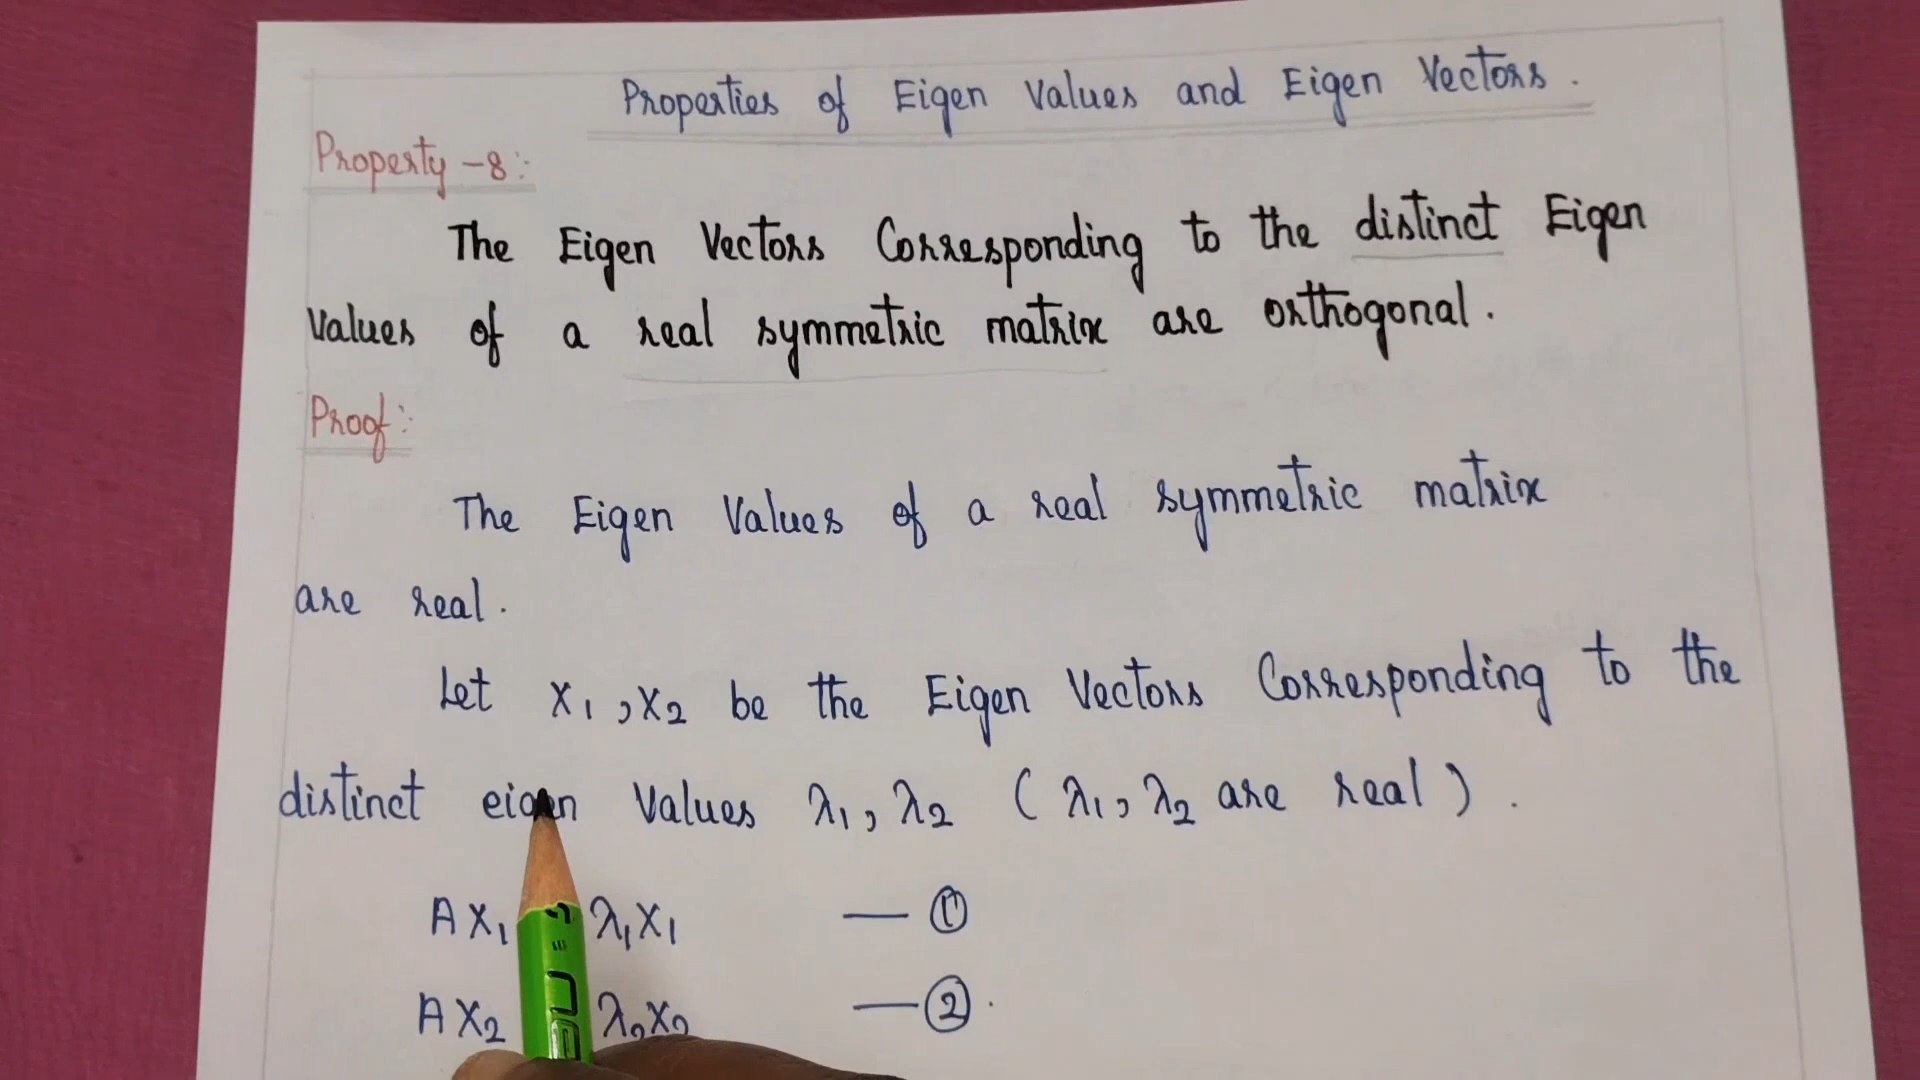 Properties of Eigen Values and Eigen Vectors.
Property-8:
The Eigen Vectors Corresponding to the distinct Eigen
Values of a real symmetric matrix are orthogonal.
Proof:
The Eigen Values of a real symmetric matrix
are real.
Let X₁, X₂ be the Eigen Vectors Corresponding to the
distinct eigen Values λ₁, λ₂ (λ₁, λ₂ are real).
AX₁ λ₁X₁ — ①
AX₂ λ₂X₂ — ②.